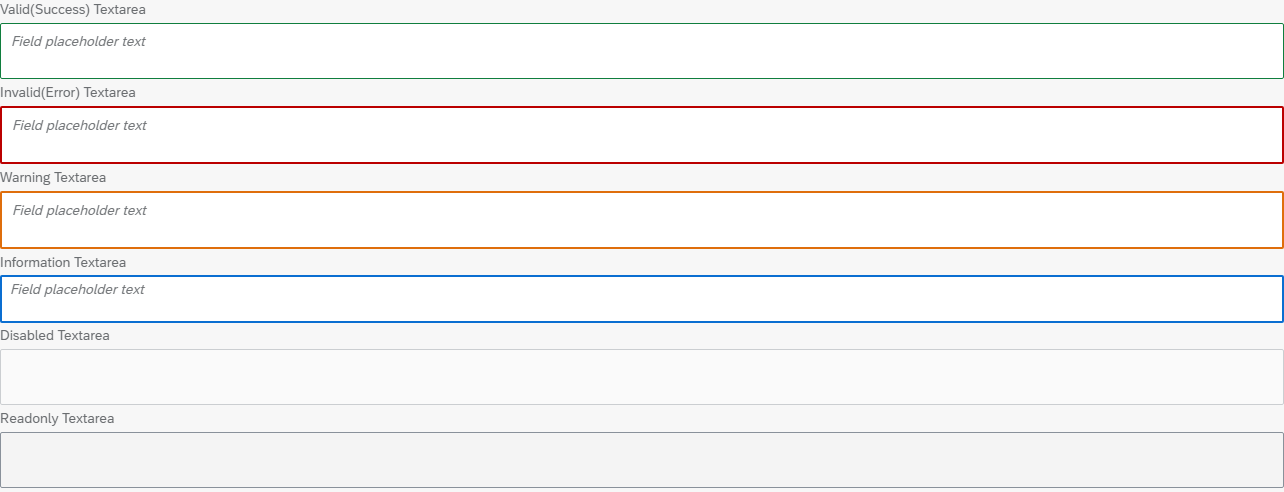 Valid(Success) Textarea
Field placeholder text
Invalid(Error) Textarea
Field placeholder text
Warning Textarea
Field placeholder text
Information Textarea
Field placeholder text
Disabled Textarea
Readonly Textarea